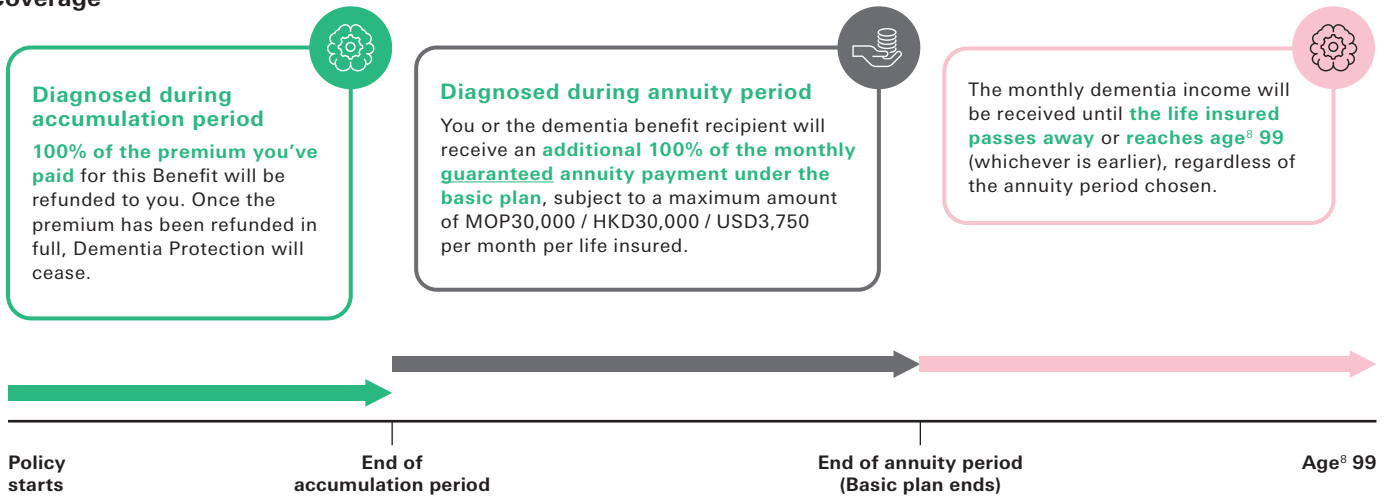 Coverage
Diagnosed during
accumulation period
100% of the premium you've
paid for this Benefit will be
refunded to you. Once the
premium has been refunded in
full, Dementia Protection will
cease.
Diagnosed during annuity period
You or the dementia benefit recipient will
receive an additional 100% of the monthly
guaranteed annuity payment under the
basic plan, subject to a maximum amount
of MOP30,000 / HKD30,000 / USD3,750
per month per life insured.
The monthly dementia income will
be received until the life insured
passes away or reaches age⁸ 99
(whichever is earlier), regardless of
the annuity period chosen.
Policy
starts
End of
accumulation period
End of annuity period
(Basic plan ends)
Age⁸ 99